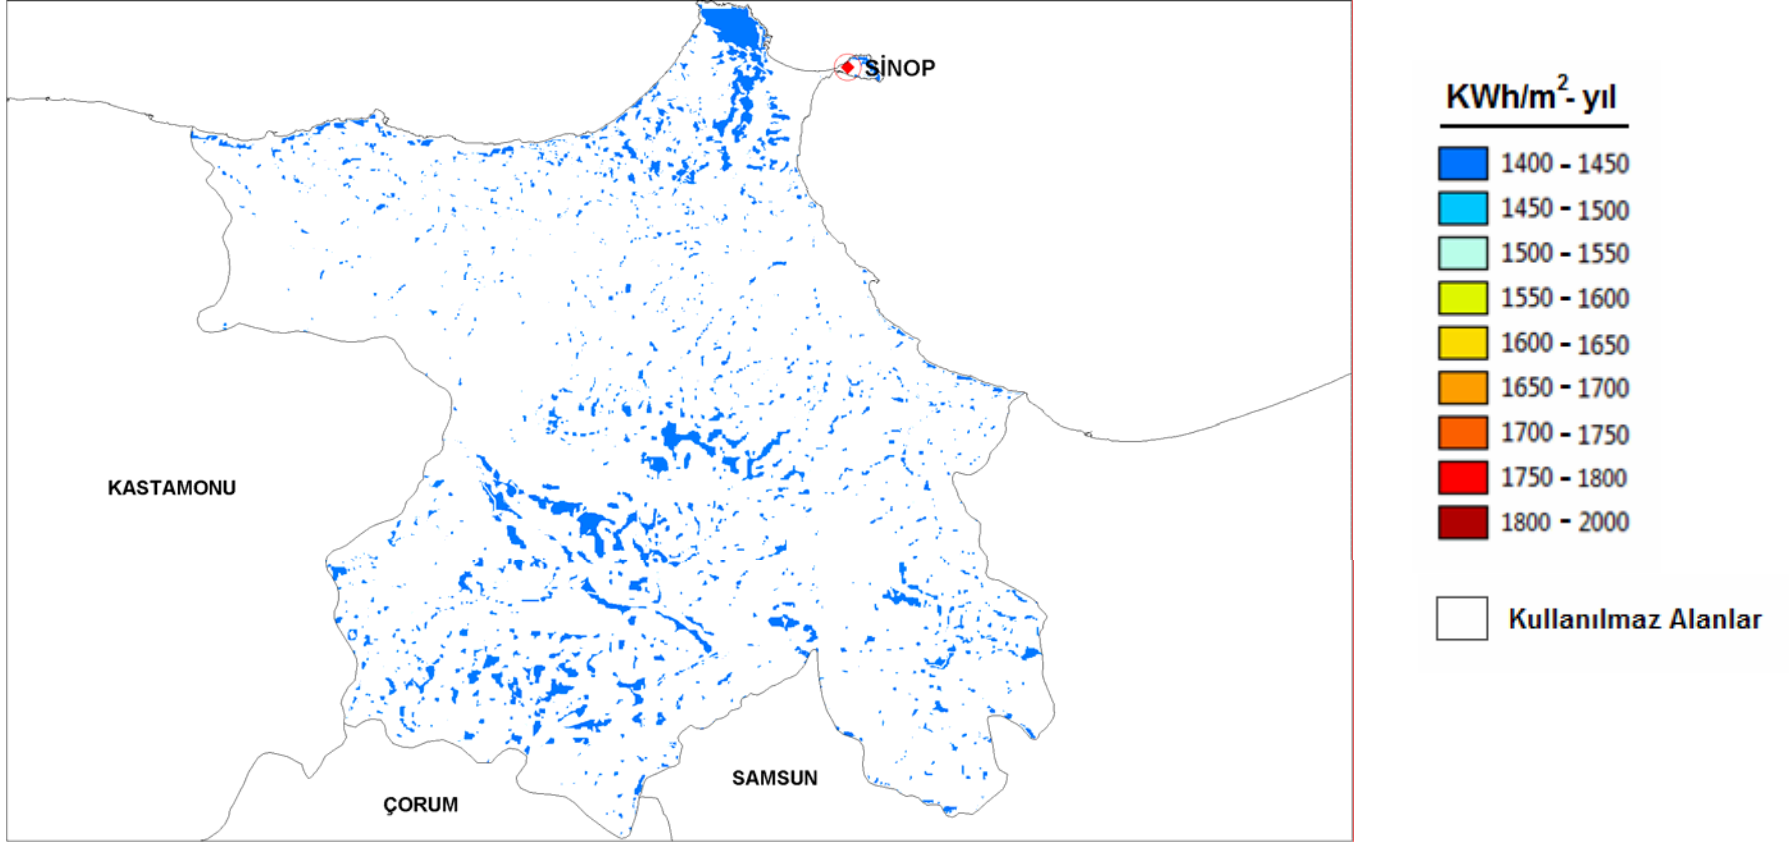 SİNOP
KASTAMONU
SAMSUN
ÇORUM
KWh/m²- yıl
1400 - 1450
1450 - 1500
1500 - 1550
1550 - 1600
1600 - 1650
1650 - 1700
1700 - 1750
1750 - 1800
1800 - 2000
Kullanılmaz Alanlar